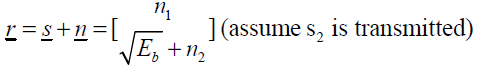 r = s + n = [ n₁
√E_b + n₂ ] (assume s₂ is transmitted)